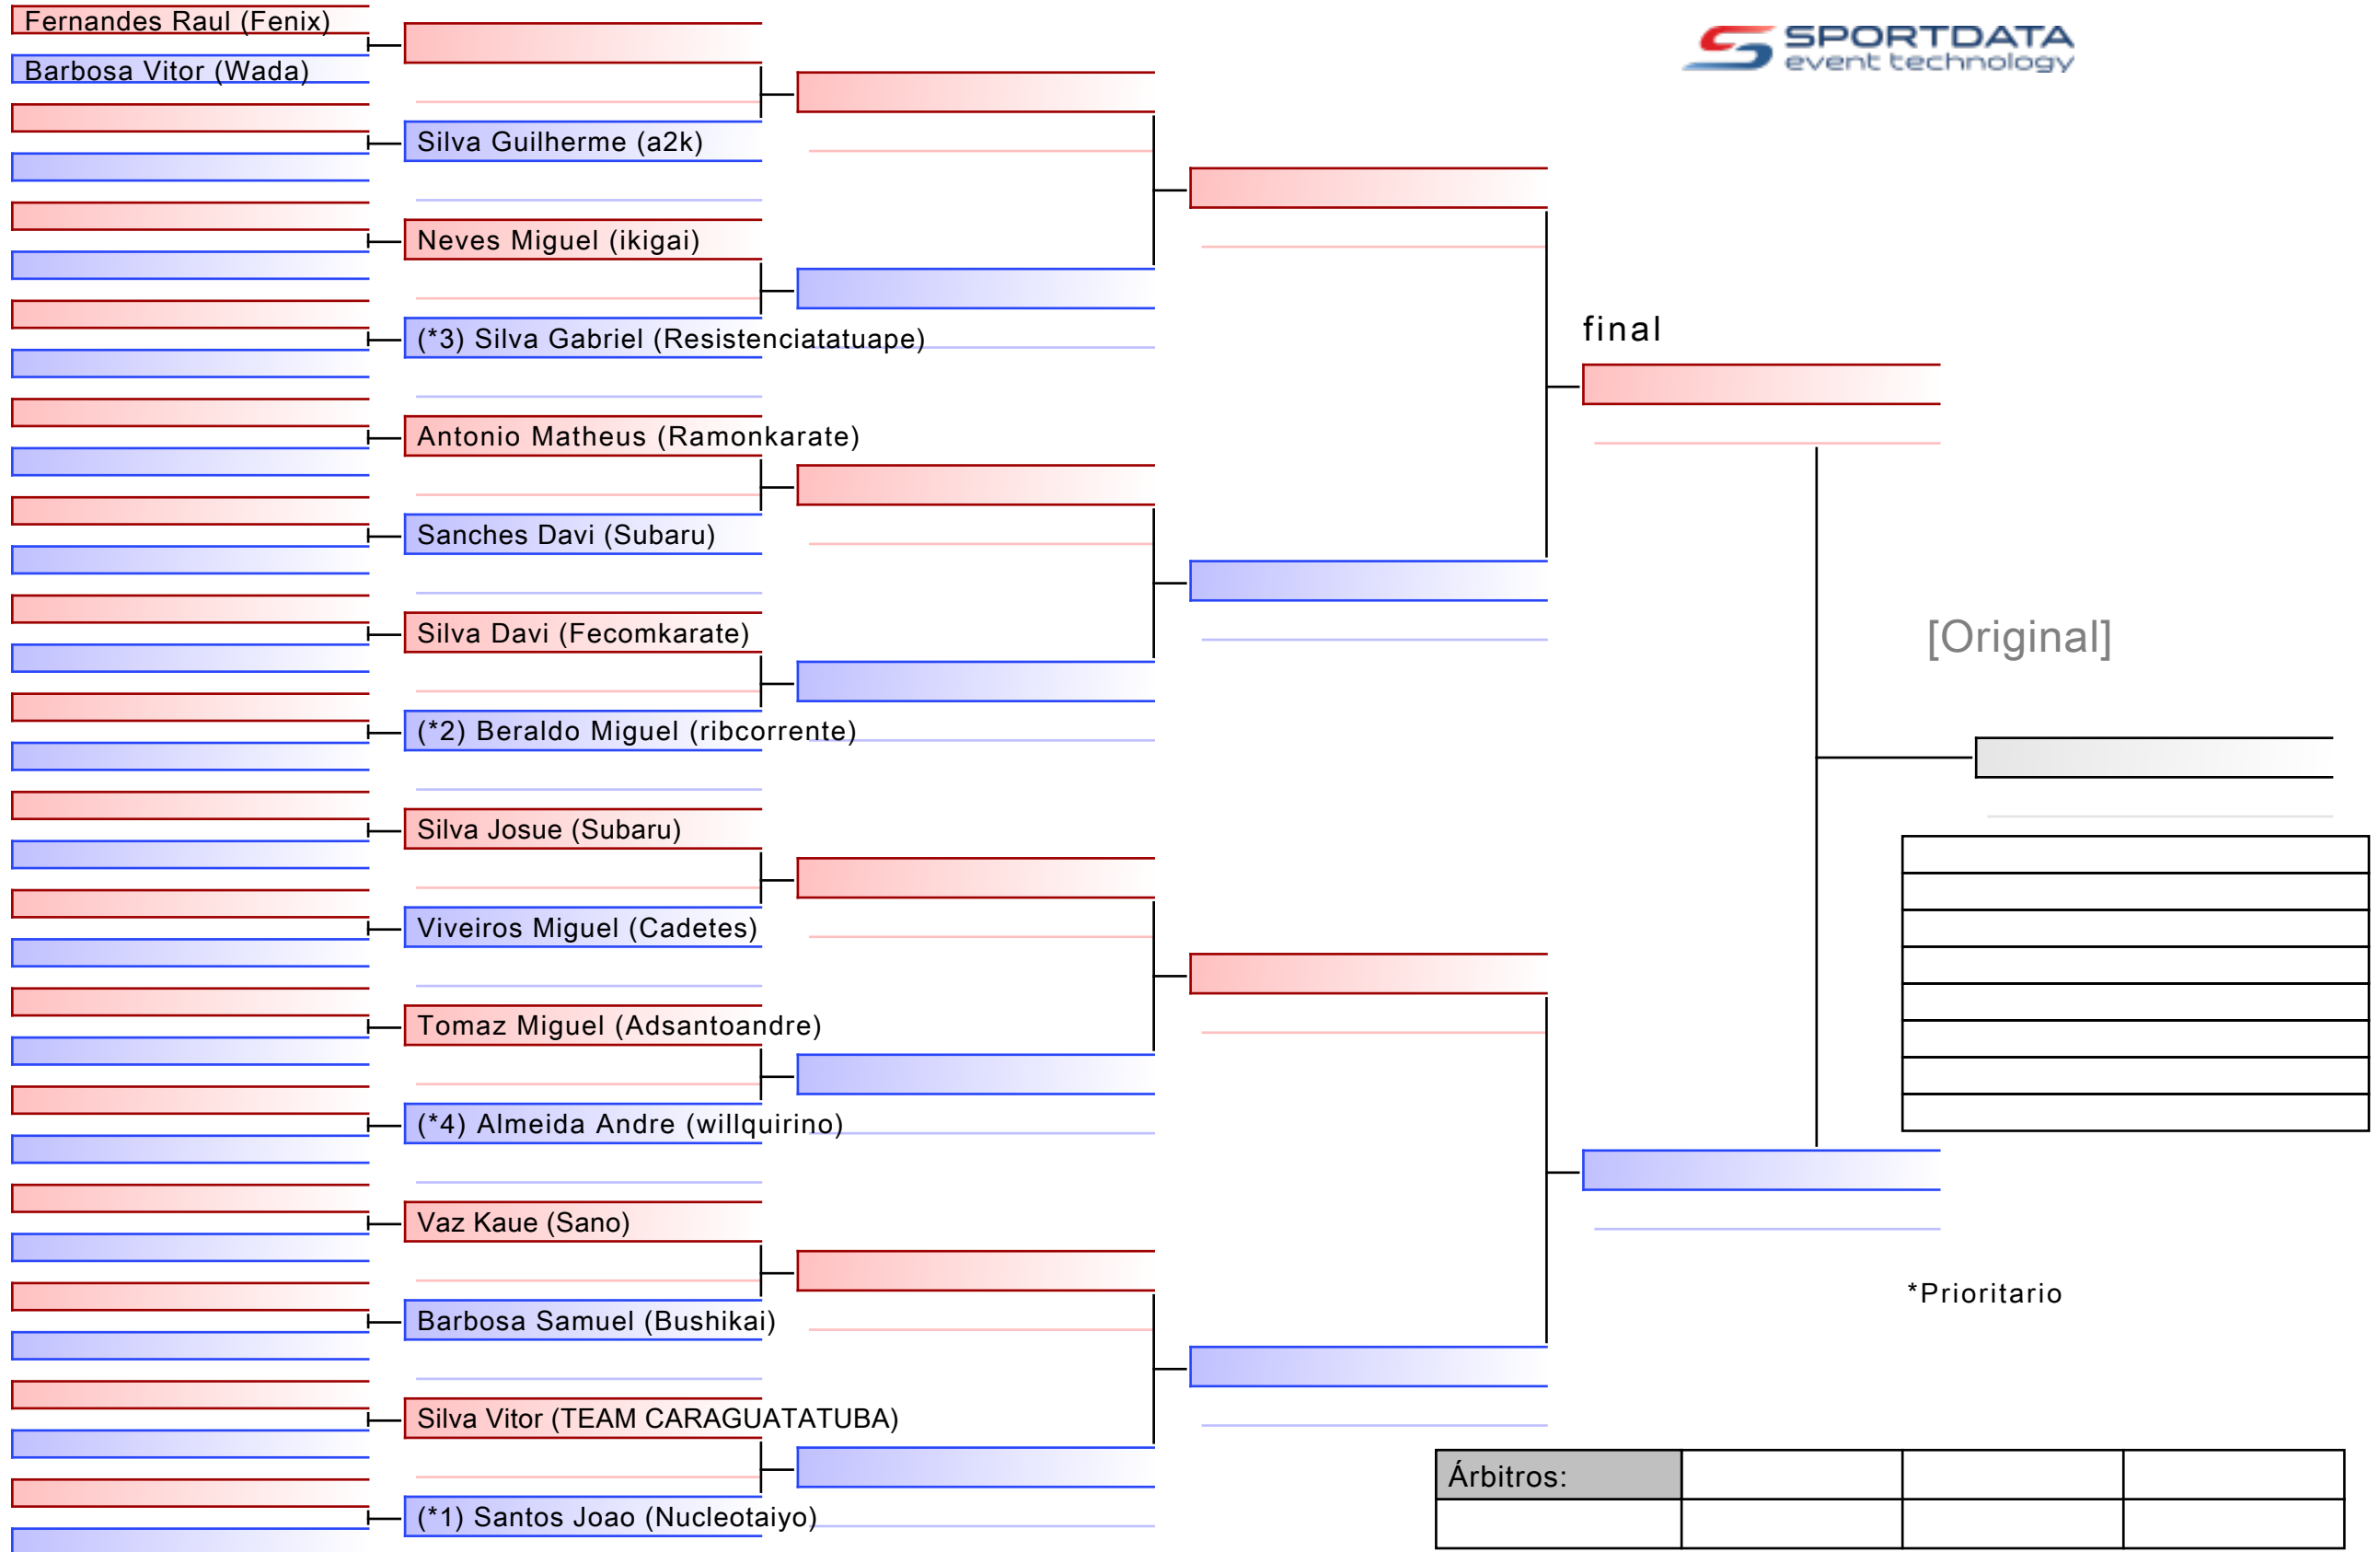 Fernandes Raul (Fenix)
Barbosa Vitor (Wada)
Silva Guilherme (a2k)
Neves Miguel (ikigai)
(*3) Silva Gabriel (Resistenciatatuape)
Antonio Matheus (Ramonkarate)
Sanches Davi (Subaru)
Silva Davi (Fecomkarate)
(*2) Beraldo Miguel (ribcorrente)
Silva Josue (Subaru)
Viveiros Miguel (Cadetes)
Tomaz Miguel (Adsantoandre)
(*4) Almeida Andre (willquirino)
Vaz Kaue (Sano)
Barbosa Samuel (Bushikai)
Silva Vitor (TEAM CARAGUATATUBA)
(*1) Santos Joao (Nucleotaiyo)
SPORTDATA
event technology
final
[Original]
*Prioritario
Árbitros: